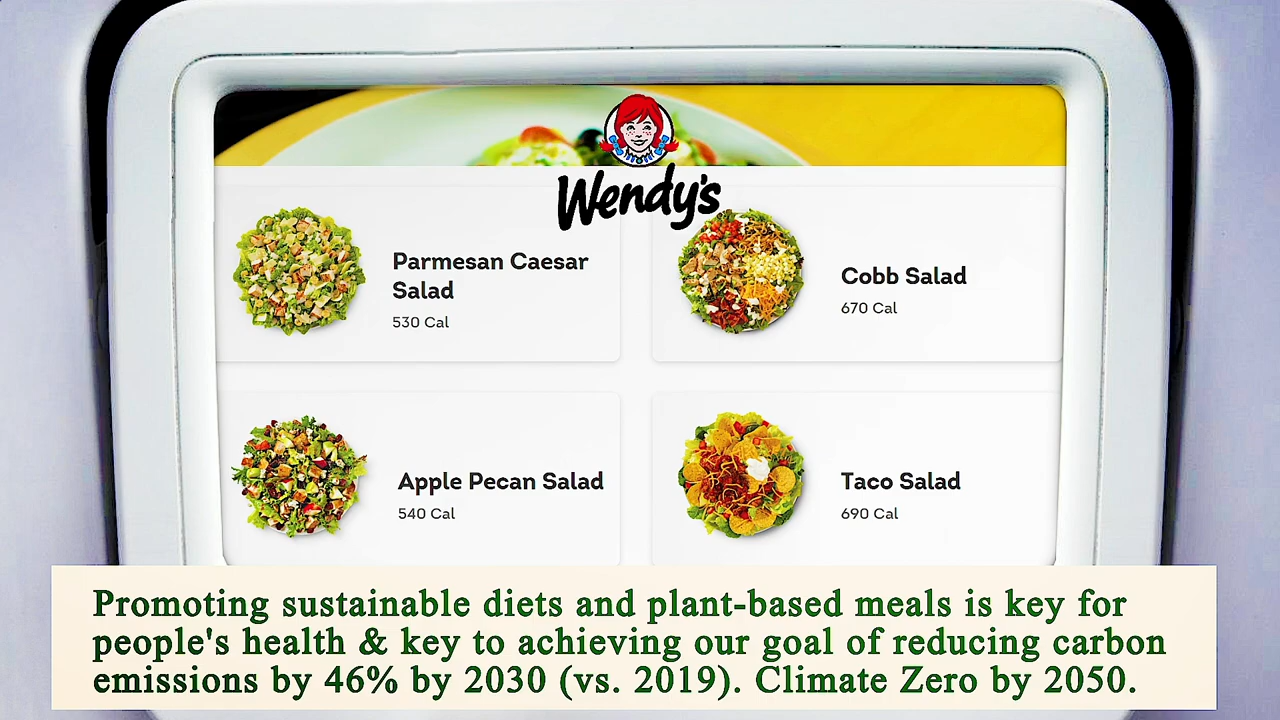 Wendy's
Parmesan Caesar
Salad
530 Cal
Cobb Salad
670 Cal
Apple Pecan Salad
540 Cal
Taco Salad
690 Cal
Promoting sustainable diets and plant-based meals is key for
people's health & key to achieving our goal of reducing carbon
emissions by 46% by 2030 (vs. 2019). Climate Zero by 2050.